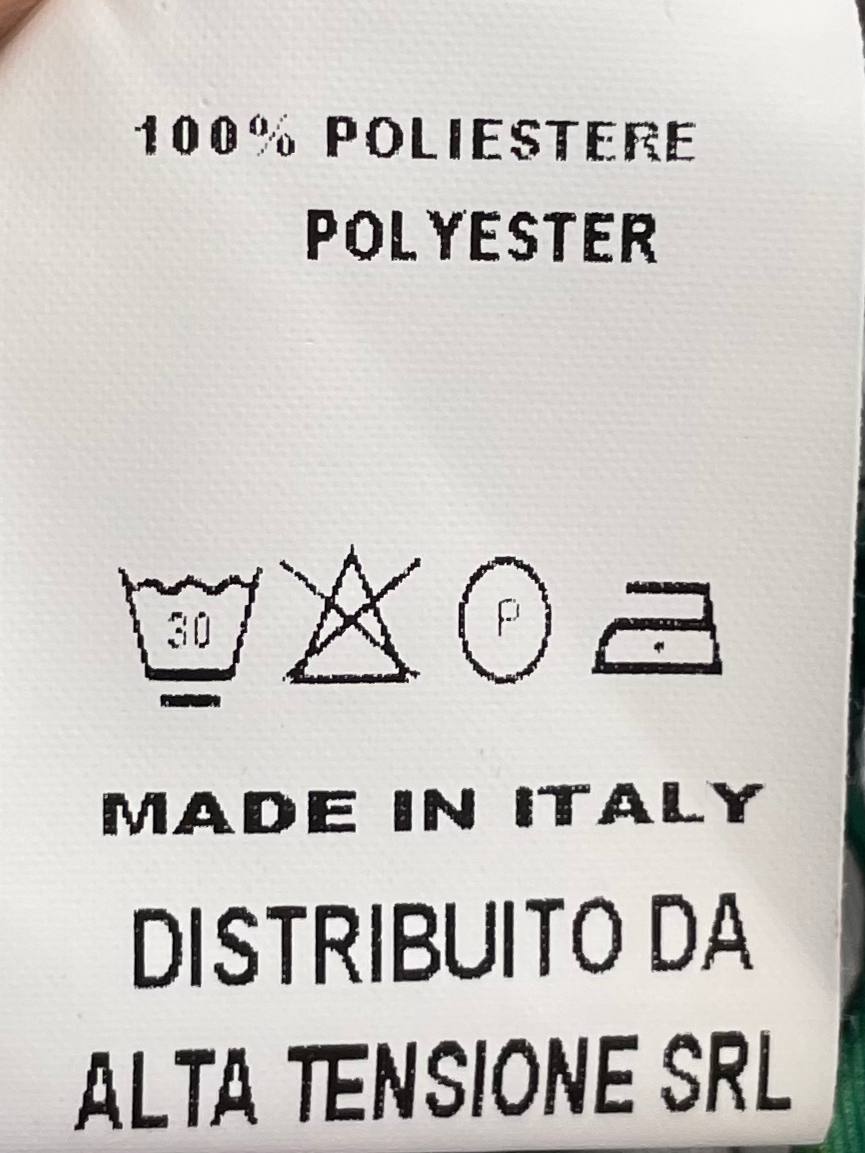 100% POLIESTERE
POLYESTER
30 P
MADE IN ITALY
DISTRIBUITO DA
ALTA TENSIONE SRL